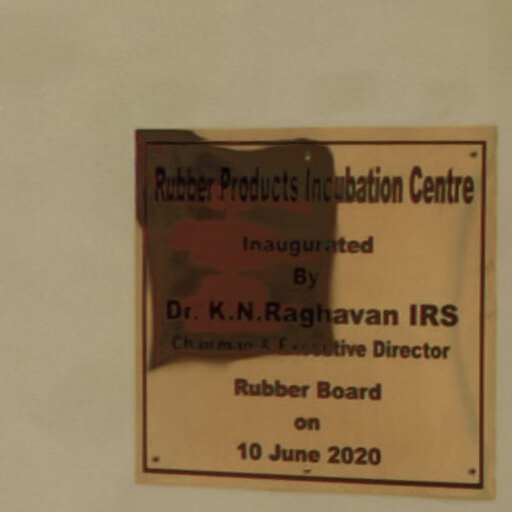 Rubber Products Incubation Centre
Inaugurated
By
Dr. K.N.Raghavan IRS
Chairman & Executive Director
Rubber Board
on
10 June 2020